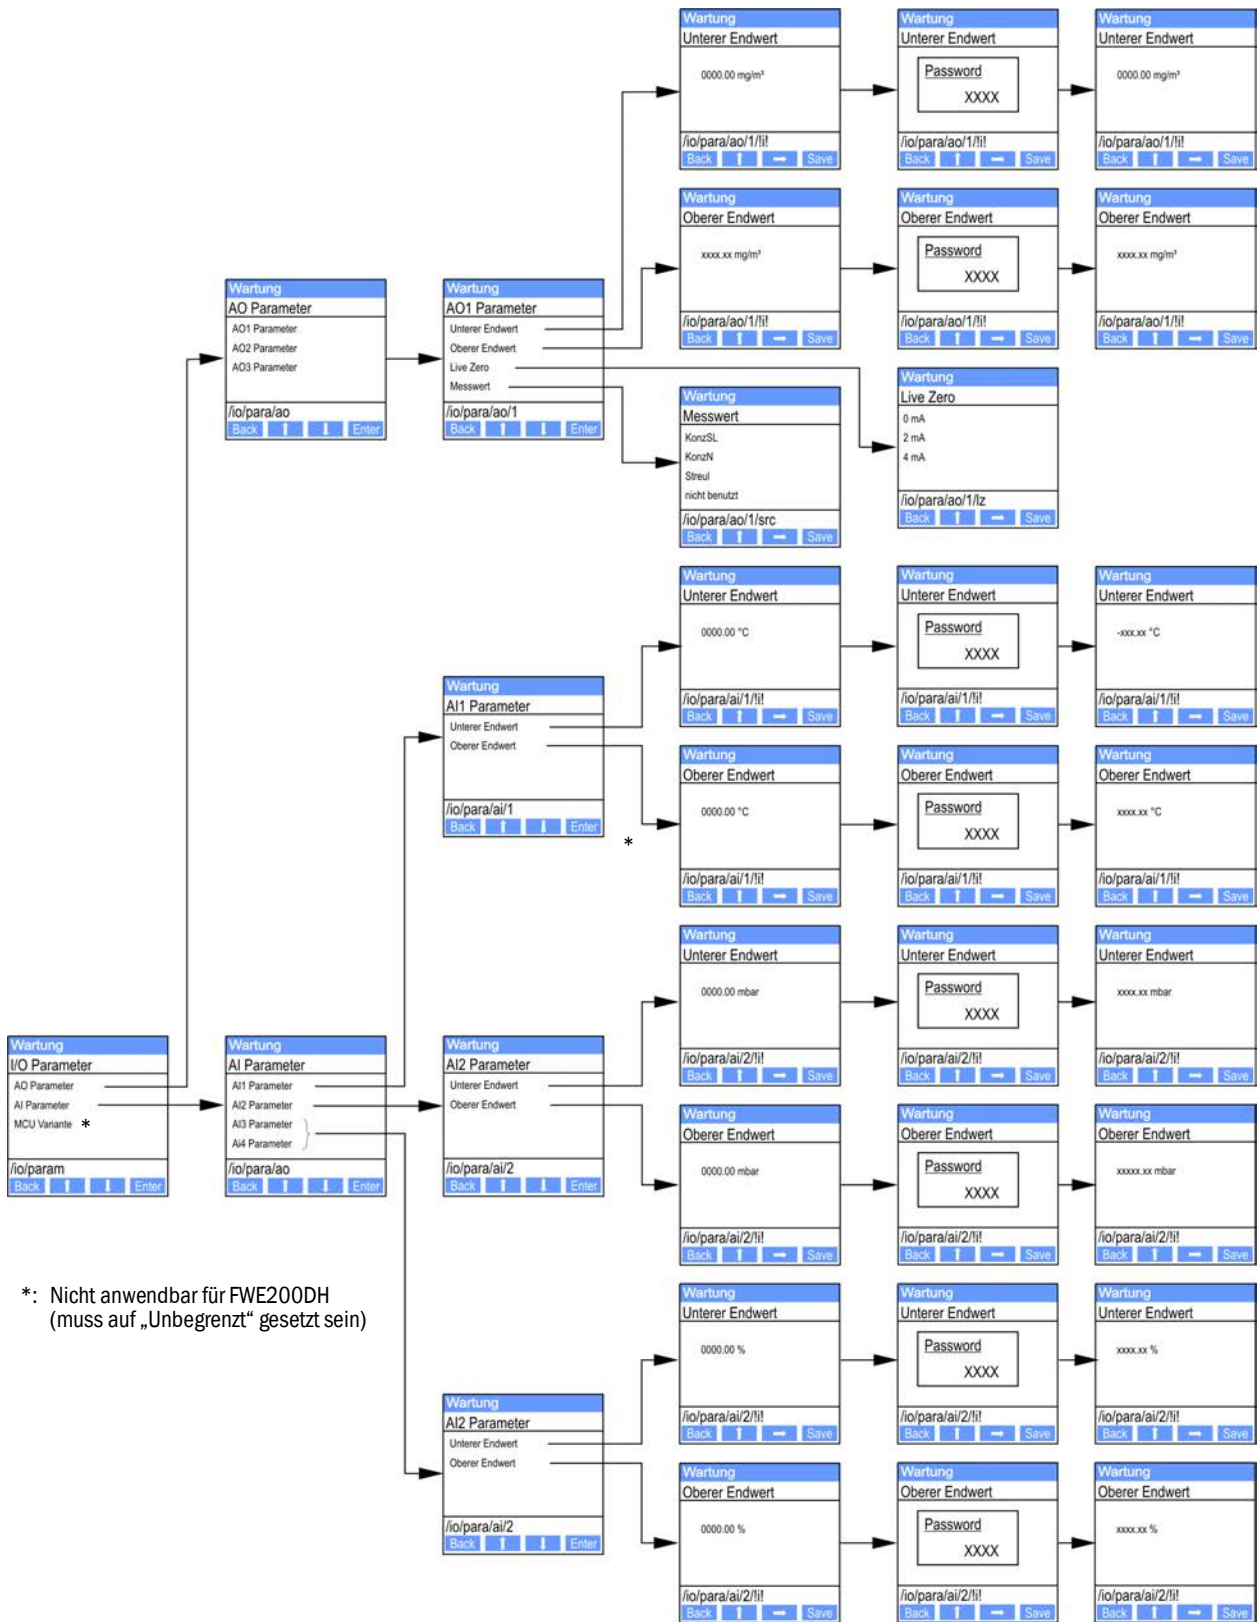 Wartung
Unterer Endwert
0000.00 mg/m³
/io/para/ao/1/!i!
Back Save
Wartung
Unterer Endwert
Password
XXXX
/io/para/ao/1/!i!
Back Save
Wartung
Unterer Endwert
0000.00 mg/m³
/io/para/ao/1/!i!
Back Save
Wartung
Oberer Endwert
xxxx.xx mg/m³
/io/para/ao/1/!i!
Back Save
Wartung
Oberer Endwert
Password
XXXX
/io/para/ao/1/!i!
Back Save
Wartung
Oberer Endwert
xxxx.xx mg/m³
/io/para/ao/1/!i!
Back Save
Wartung
AO Parameter
AO1 Parameter
AO2 Parameter
AO3 Parameter
/io/para/ao
Back Enter
Wartung
AO1 Parameter
Unterer Endwert
Oberer Endwert
Live Zero
Messwert
/io/para/ao/1
Back Enter
Wartung
Messwert
KonzSL
KonzN
Streul
nicht benutzt
/io/para/ao/1/src
Back Save
Wartung
Live Zero
0 mA
2 mA
4 mA
/io/para/ao/1/lz
Back Save
Wartung
Unterer Endwert
0000.00 °C
/io/para/ai/1/!i!
Back Save
Wartung
Unterer Endwert
Password
XXXX
/io/para/ai/1/!i!
Back Save
Wartung
Unterer Endwert
-xxx.xx °C
/io/para/ai/1/!i!
Back Save
Wartung
AI1 Parameter
Unterer Endwert
Oberer Endwert
/io/para/ai/1
Back Enter
*
Wartung
Oberer Endwert
0000.00 °C
/io/para/ai/1/!i!
Back Save
Wartung
Oberer Endwert
Password
XXXX
/io/para/ai/1/!i!
Back Save
Wartung
Oberer Endwert
xxxx.xx °C
/io/para/ai/1/!i!
Back Save
Wartung
Unterer Endwert
0000.00 mbar
/io/para/ai/2/!i!
Back Save
Wartung
Unterer Endwert
Password
XXXX
/io/para/ai/2/!i!
Back Save
Wartung
Unterer Endwert
xxxx.xx mbar
/io/para/ai/2/!i!
Back Save
Wartung
I/O Parameter
AO Parameter
AI Parameter
MCU Variante *
/io/param
Back Enter
Wartung
AI Parameter
AI1 Parameter
AI2 Parameter
AI3 Parameter
Ai4 Parameter
/io/para/ao
Back Enter
Wartung
AI2 Parameter
Unterer Endwert
Oberer Endwert
/io/para/ai/2
Back Enter
Wartung
Oberer Endwert
0000.00 mbar
/io/para/ai/2/!i!
Back Save
Wartung
Oberer Endwert
Password
XXXX
/io/para/ai/2/!i!
Back Save
Wartung
Oberer Endwert
xxxxx.xx mbar
/io/para/ai/2/!i!
Back Save
*: Nicht anwendbar für FWE200DH
(muss auf „Unbegrenzt“ gesetzt sein)
Wartung
Unterer Endwert
0000.00 %
/io/para/ai/2/!i!
Back Save
Wartung
Unterer Endwert
Password
XXXX
/io/para/ai/2/!i!
Back Save
Wartung
Unterer Endwert
xxxx.xx %
/io/para/ai/2/!i!
Back Save
Wartung
AI2 Parameter
Unterer Endwert
Oberer Endwert
/io/para/ai/2
Back Enter
Wartung
Oberer Endwert
0000.00 %
/io/para/ai/2/!i!
Back Save
Wartung
Oberer Endwert
Password
XXXX
/io/para/ai/2/!i!
Back Save
Wartung
Oberer Endwert
xxxx.xx %
/io/para/ai/2/!i!
Back Save